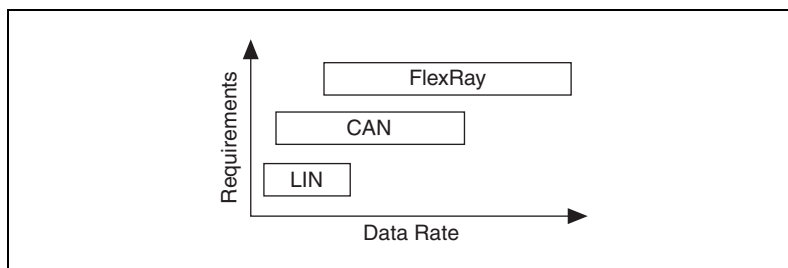 FlexRay
CAN
LIN
Requirements
Data Rate